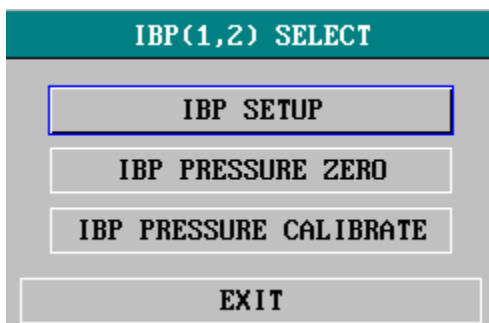 IBP(1,2) SELECT
IBP SETUP
IBP PRESSURE ZERO
IBP PRESSURE CALIBRATE
EXIT